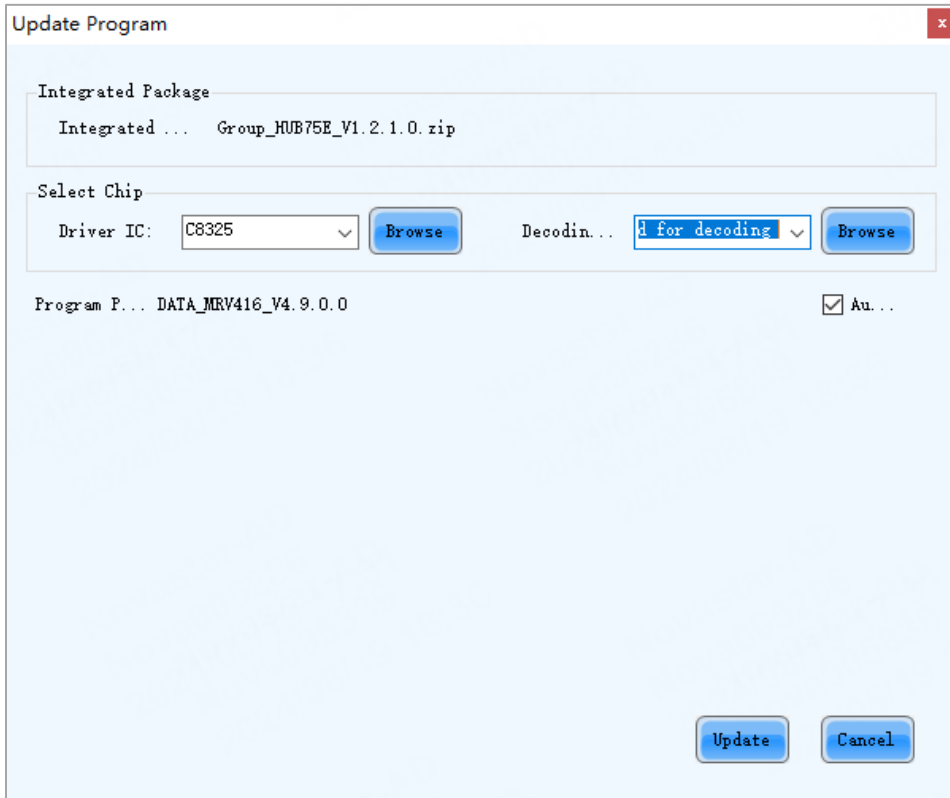 Update Program
x
Integrated Package
Integrated ... Group_HUB75E_V1.2.1.0.zip
Select Chip
Driver IC: C8325 Browse Decodin... d for decoding Browse
Program P... DATA_MRV416_V4.9.0.0 Au...
Update Cancel